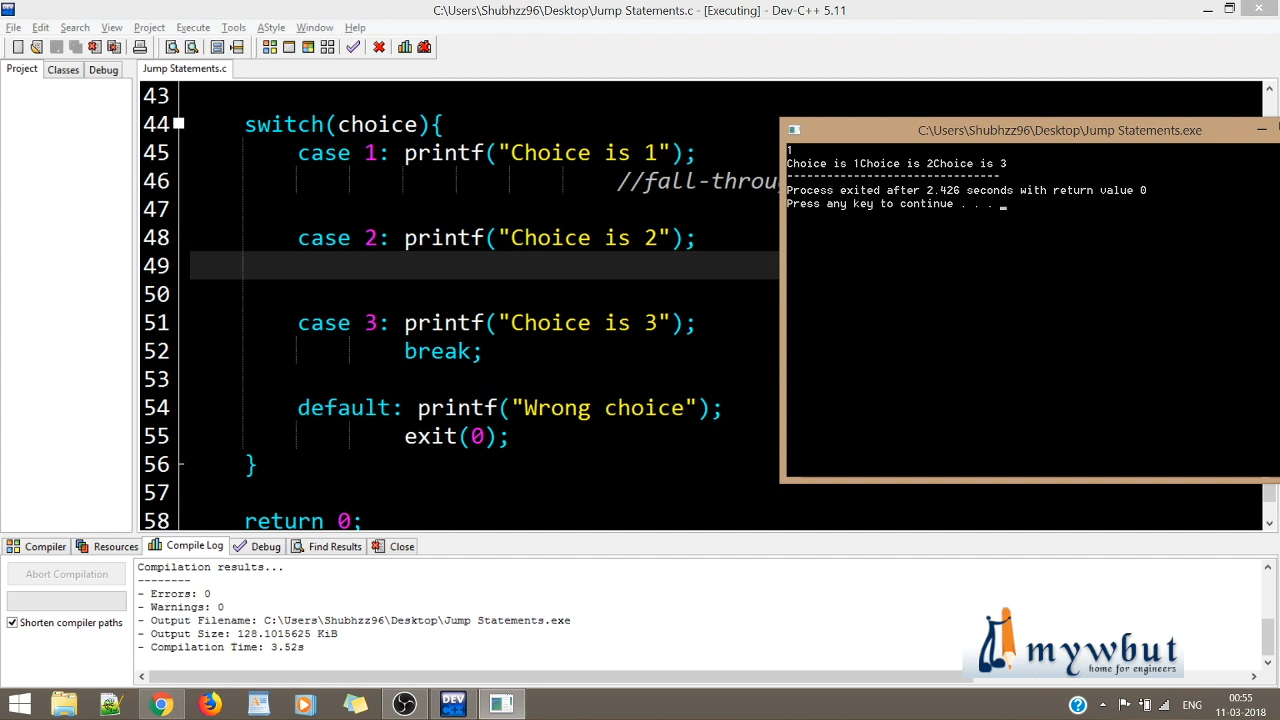 C:\Users\Shubhzz96\Desktop\Jump Statements.c - [Executing] - Dev-C++ 5.11
File Edit Search View Project Execute Tools AStyle Window Help
Project Classes Debug
Jump Statements.c
43
44 switch(choice){
45 case 1: printf("Choice is 1");
46 //fall-throu
47
48 case 2: printf("Choice is 2");
49
50
51 case 3: printf("Choice is 3");
52 break;
53
54 default: printf("Wrong choice");
55 exit(0);
56 }
57
58 return 0;
C:\Users\Shubhzz96\Desktop\Jump Statements.exe
1
Choice is 1Choice is 2Choice is 3
--------------------------------
Process exited after 2.426 seconds with return value 0
Press any key to continue . . . _
Compiler Resources Compile Log Debug Find Results Close
Abort Compilation
Shorten compiler paths
Compilation results...
--------
- Errors: 0
- Warnings: 0
- Output Filename: C:\Users\Shubhzz96\Desktop\Jump Statements.exe
- Output Size: 128.1015625 KiB
- Compilation Time: 3.52s
mywbut
home for engineers
DEV
ENG
00:55
11-03-2018